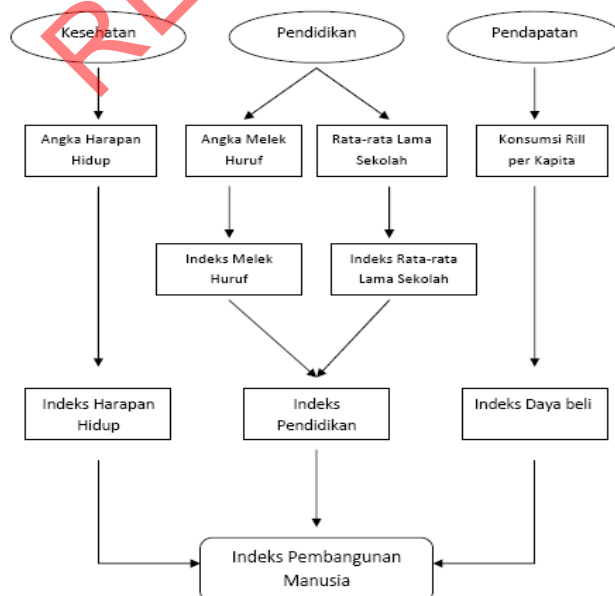 Kesehatan
Pendidikan
Pendapatan
Angka Harapan
Hidup
Angka Melek
Huruf
Rata-rata Lama
Sekolah
Konsumsi Rill
per Kapita
Indeks Melek
Huruf
Indeks Rata-rata
Lama Sekolah
Indeks Harapan
Hidup
Indeks
Pendidikan
Indeks Daya beli
Indeks Pembangunan
Manusia